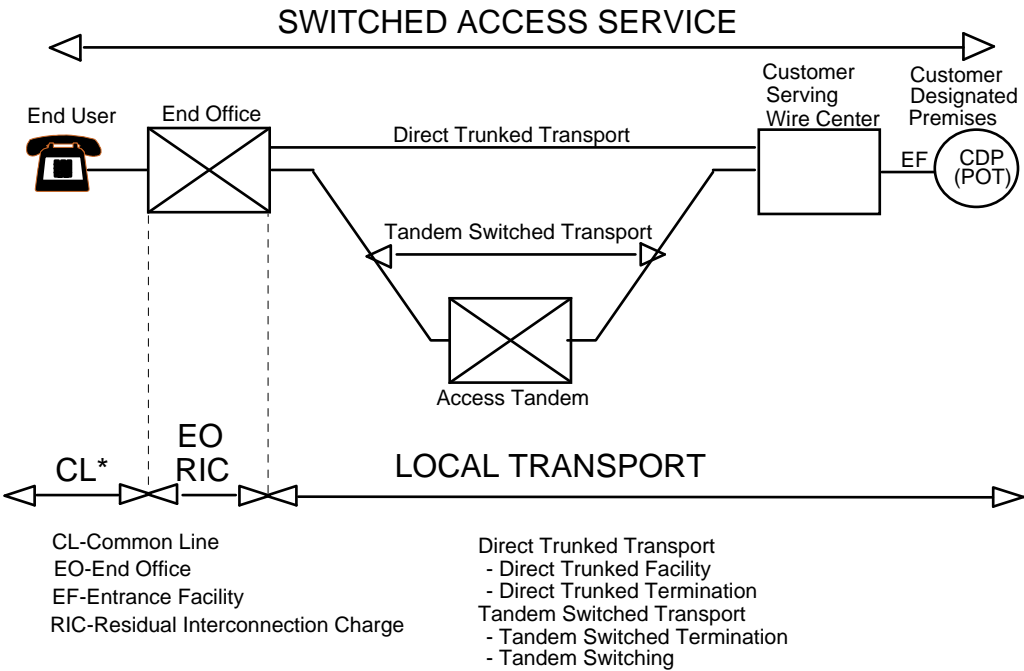 SWITCHED ACCESS SERVICE
End User
End Office
Direct Trunked Transport
Customer
Serving
Wire Center
Customer
Designated
Premises
EF
CDP
(POT)
Tandem Switched Transport
Access Tandem
CL*
EO
RIC
LOCAL TRANSPORT
CL-Common Line
EO-End Office
EF-Entrance Facility
RIC-Residual Interconnection Charge
Direct Trunked Transport
- Direct Trunked Facility
- Direct Trunked Termination
Tandem Switched Transport
- Tandem Switched Termination
- Tandem Switching